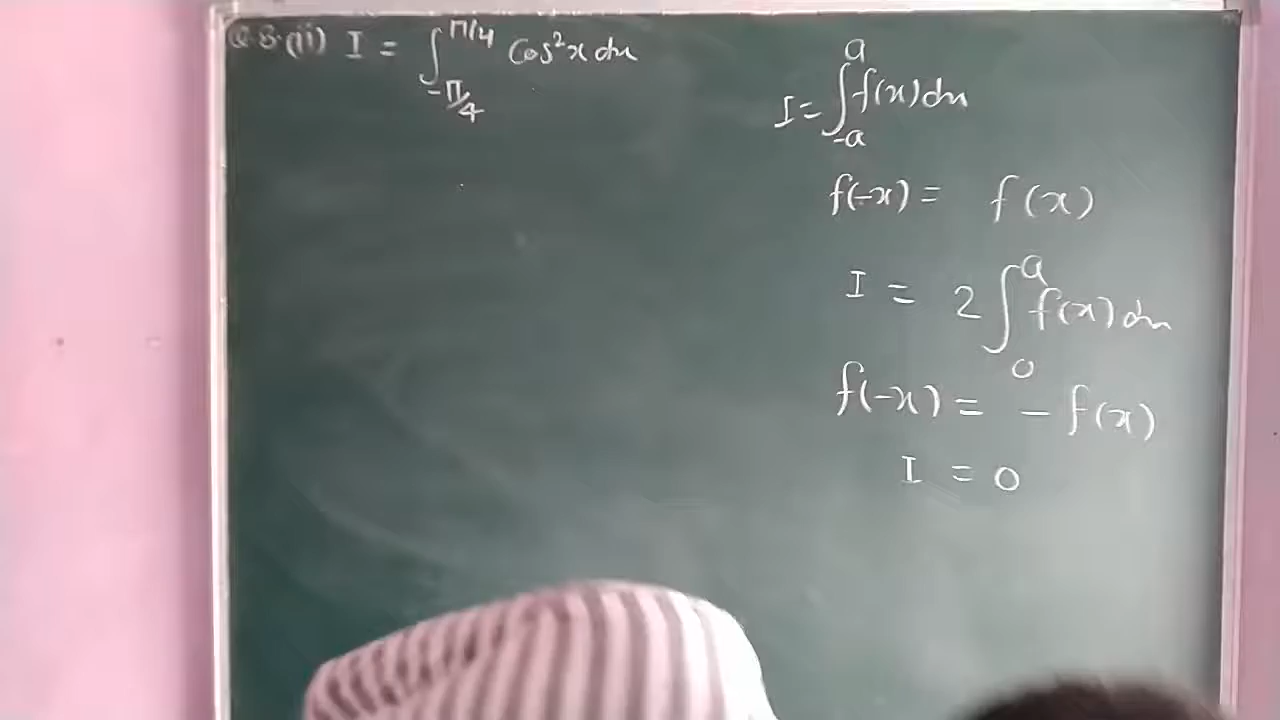 Q.8.(ii) I = ∫_{-π/4}^{π/4} Cos²x dx
I = ∫_{-a}^{a} f(x) dx
f(-x) = f(x)
I = 2 ∫_{0}^{a} f(x) dx
f(-x) = - f(x)
I = 0